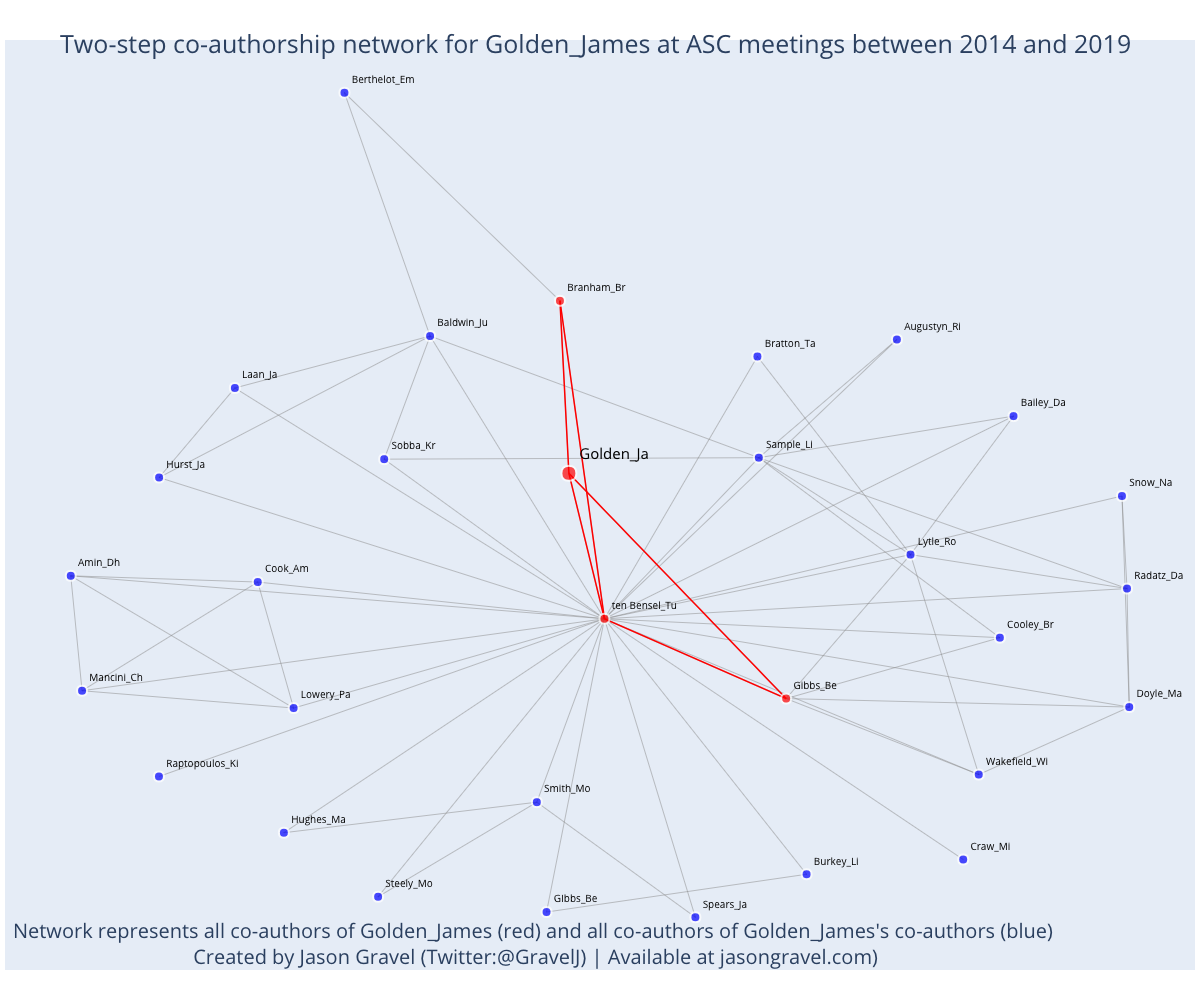 Two-step co-authorship network for Golden_James at ASC meetings between 2014 and 2019
Berthelot_Em
Branham_Br
Baldwin_Ju
Augustyn_Ri
Bratton_Ta
Laan_Ja
Bailey_Da
Sobba_Kr
Sample_Li
Golden_Ja
Hurst_Ja
Snow_Na
Lytle_Ro
Amin_Dh
Cook_Am
Radatz_Da
ten Bensel_Tu
Cooley_Br
Mancini_Ch
Gibbs_Be
Lowery_Pa
Doyle_Ma
Raptopoulos_Ki
Wakefield_Wi
Smith_Mo
Hughes_Ma
Craw_Mi
Burkey_Li
Steely_Mo
GIbbs_Be
Spears_Ja
Network represents all co-authors of Golden_James (red) and all co-authors of Golden_James's co-authors (blue)
Created by Jason Gravel (Twitter:@GravelJ) | Available at jasongravel.com)